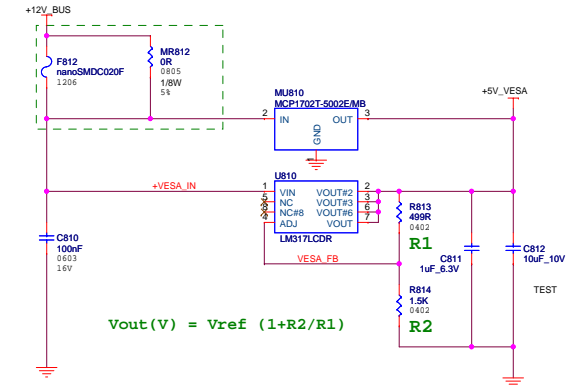 +12V_BUS
F812
nanoSMDC020F
1206
MR812
0R
0805
1/8W
5%
MU810
MCP1702T-5002E/MB
2 IN OUT 3
GND
1
+5V_VESA
U810
+VESA_IN
1 VIN VOUT#2 2
NC VOUT#3 3
NC#8 VOUT#6 6
4 ADJ VOUT 7
LM317LCDR
VESA_FB
C810
100nF
0603
16V
R813
499R
0402
R1
C811
1uF_6.3V
C812
10uF_10V
TEST
R814
1.5K
0402
R2
Vout(V) = Vref (1+R2/R1)